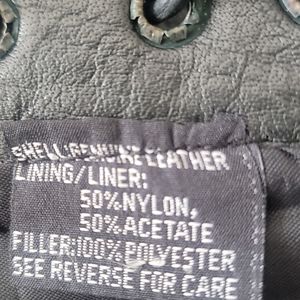 SHELL:GENUINE LEATHER
LINING/LINER:
50%NYLON,
50%ACETATE
FILLER:100%POLYESTER
SEE REVERSE FOR CARE